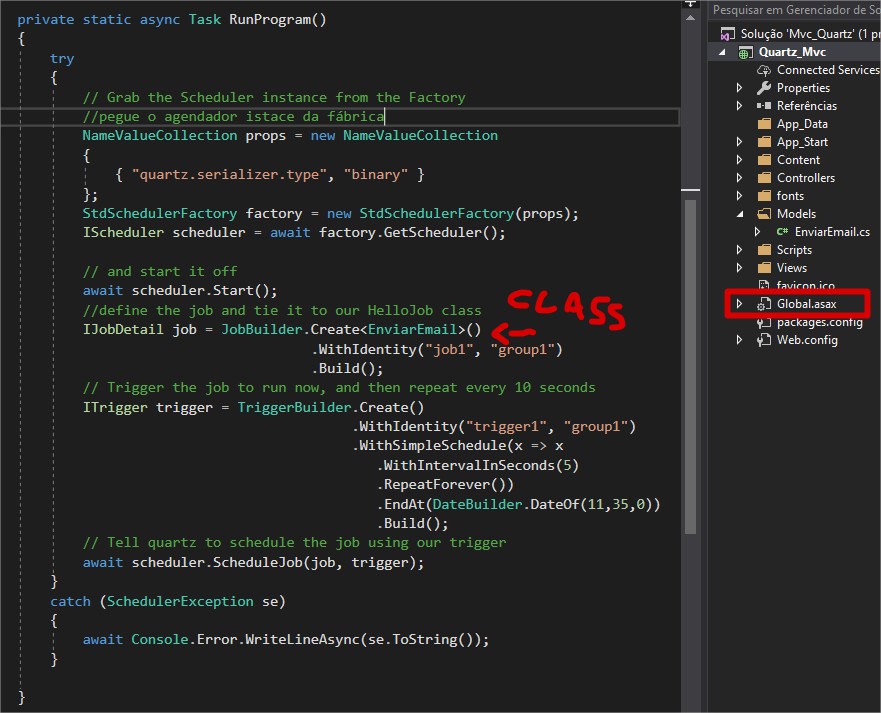 private static async Task RunProgram()
{
try
{
// Grab the Scheduler instance from the Factory
//pegue o agendador istace da fábrica
NameValueCollection props = new NameValueCollection
{
{ "quartz.serializer.type", "binary" }
};
StdSchedulerFactory factory = new StdSchedulerFactory(props);
IScheduler scheduler = await factory.GetScheduler();
// and start it off
await scheduler.Start();
//define the job and tie it to our HelloJob class
IJobDetail job = JobBuilder.Create<EnviarEmail>()
.WithIdentity("job1", "group1")
.Build();
// Trigger the job to run now, and then repeat every 10 seconds
ITrigger trigger = TriggerBuilder.Create()
.WithIdentity("trigger1", "group1")
.WithSimpleSchedule(x => x
.WithIntervalInSeconds(5)
.RepeatForever())
.EndAt(DateBuilder.DateOf(11,35,0))
.Build();
// Tell quartz to schedule the job using our trigger
await scheduler.ScheduleJob(job, trigger);
}
catch (SchedulerException se)
{
await Console.Error.WriteLineAsync(se.ToString());
}
}
CLASS
Pesquisar em Gerenciador de So
Solução 'Mvc_Quartz' (1 pr
Quartz_Mvc
Connected Services
Properties
Referências
App_Data
App_Start
Content
Controllers
fonts
Models
C# EnviarEmail.cs
Scripts
Views
favicon.ico
Global.asax
packages.config
Web.config